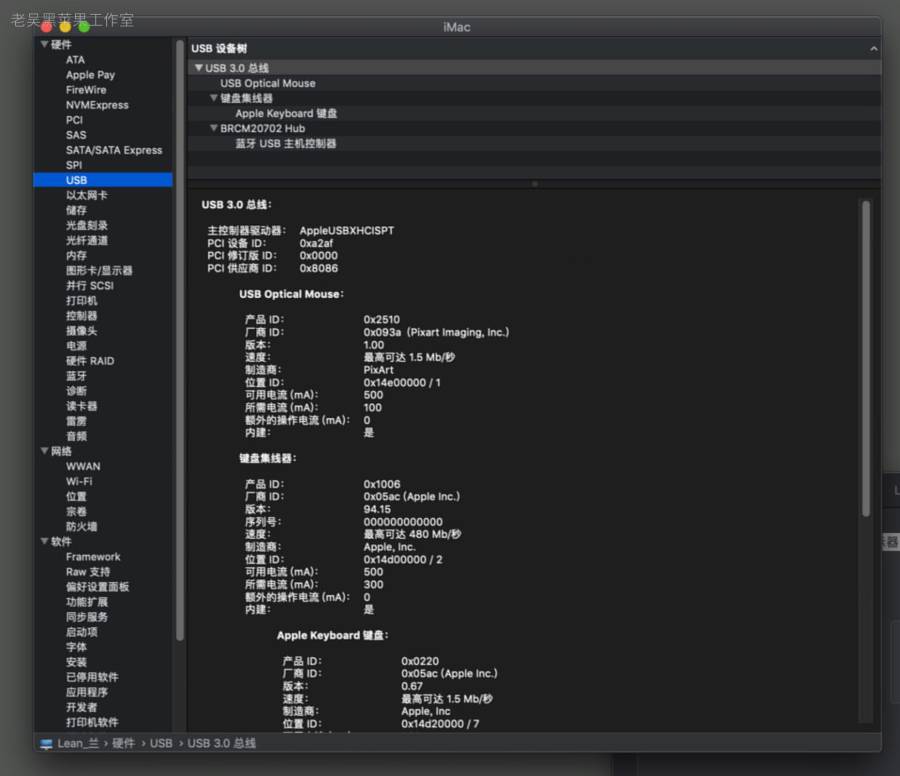 老吴黑苹果工作室
iMac
硬件
ATA
Apple Pay
FireWire
NVMExpress
PCI
SAS
SATA/SATA Express
SPI
USB
以太网卡
储存
光盘刻录
光纤通道
内存
图形卡/显示器
并行 SCSI
打印机
控制器
摄像头
电源
硬件 RAID
蓝牙
诊断
读卡器
雷雳
音频
网络
WWAN
Wi-Fi
位置
宗卷
防火墙
软件
Framework
Raw 支持
偏好设置面板
功能扩展
同步服务
启动项
字体
安装
已停用软件
应用程序
开发者
打印机软件
USB 设备树
USB 3.0 总线
USB Optical Mouse
键盘集线器
Apple Keyboard 键盘
BRCM20702 Hub
蓝牙 USB 主机控制器
USB 3.0 总线:
主控制器驱动器: AppleUSBXHCISPT
PCI 设备 ID: 0xa2af
PCI 修订版 ID: 0x0000
PCI 供应商 ID: 0x8086
USB Optical Mouse:
产品 ID: 0x2510
厂商 ID: 0x093a (Pixart Imaging, Inc.)
版本: 1.00
速度: 最高可达 1.5 Mb/秒
制造商: PixArt
位置 ID: 0x14e00000 / 1
可用电流 (mA): 500
所需电流 (mA): 100
额外的操作电流 (mA): 0
内建: 是
键盘集线器:
产品 ID: 0x1006
厂商 ID: 0x05ac (Apple Inc.)
版本: 94.15
序列号: 000000000000
速度: 最高可达 480 Mb/秒
制造商: Apple, Inc.
位置 ID: 0x14d00000 / 2
可用电流 (mA): 500
所需电流 (mA): 300
额外的操作电流 (mA): 0
内建: 是
Apple Keyboard 键盘:
产品 ID: 0x0220
厂商 ID: 0x05ac (Apple Inc.)
版本: 0.67
速度: 最高可达 1.5 Mb/秒
制造商: Apple, Inc
位置 ID: 0x14d20000 / 7
Lean_兰 › 硬件 › USB › USB 3.0 总线